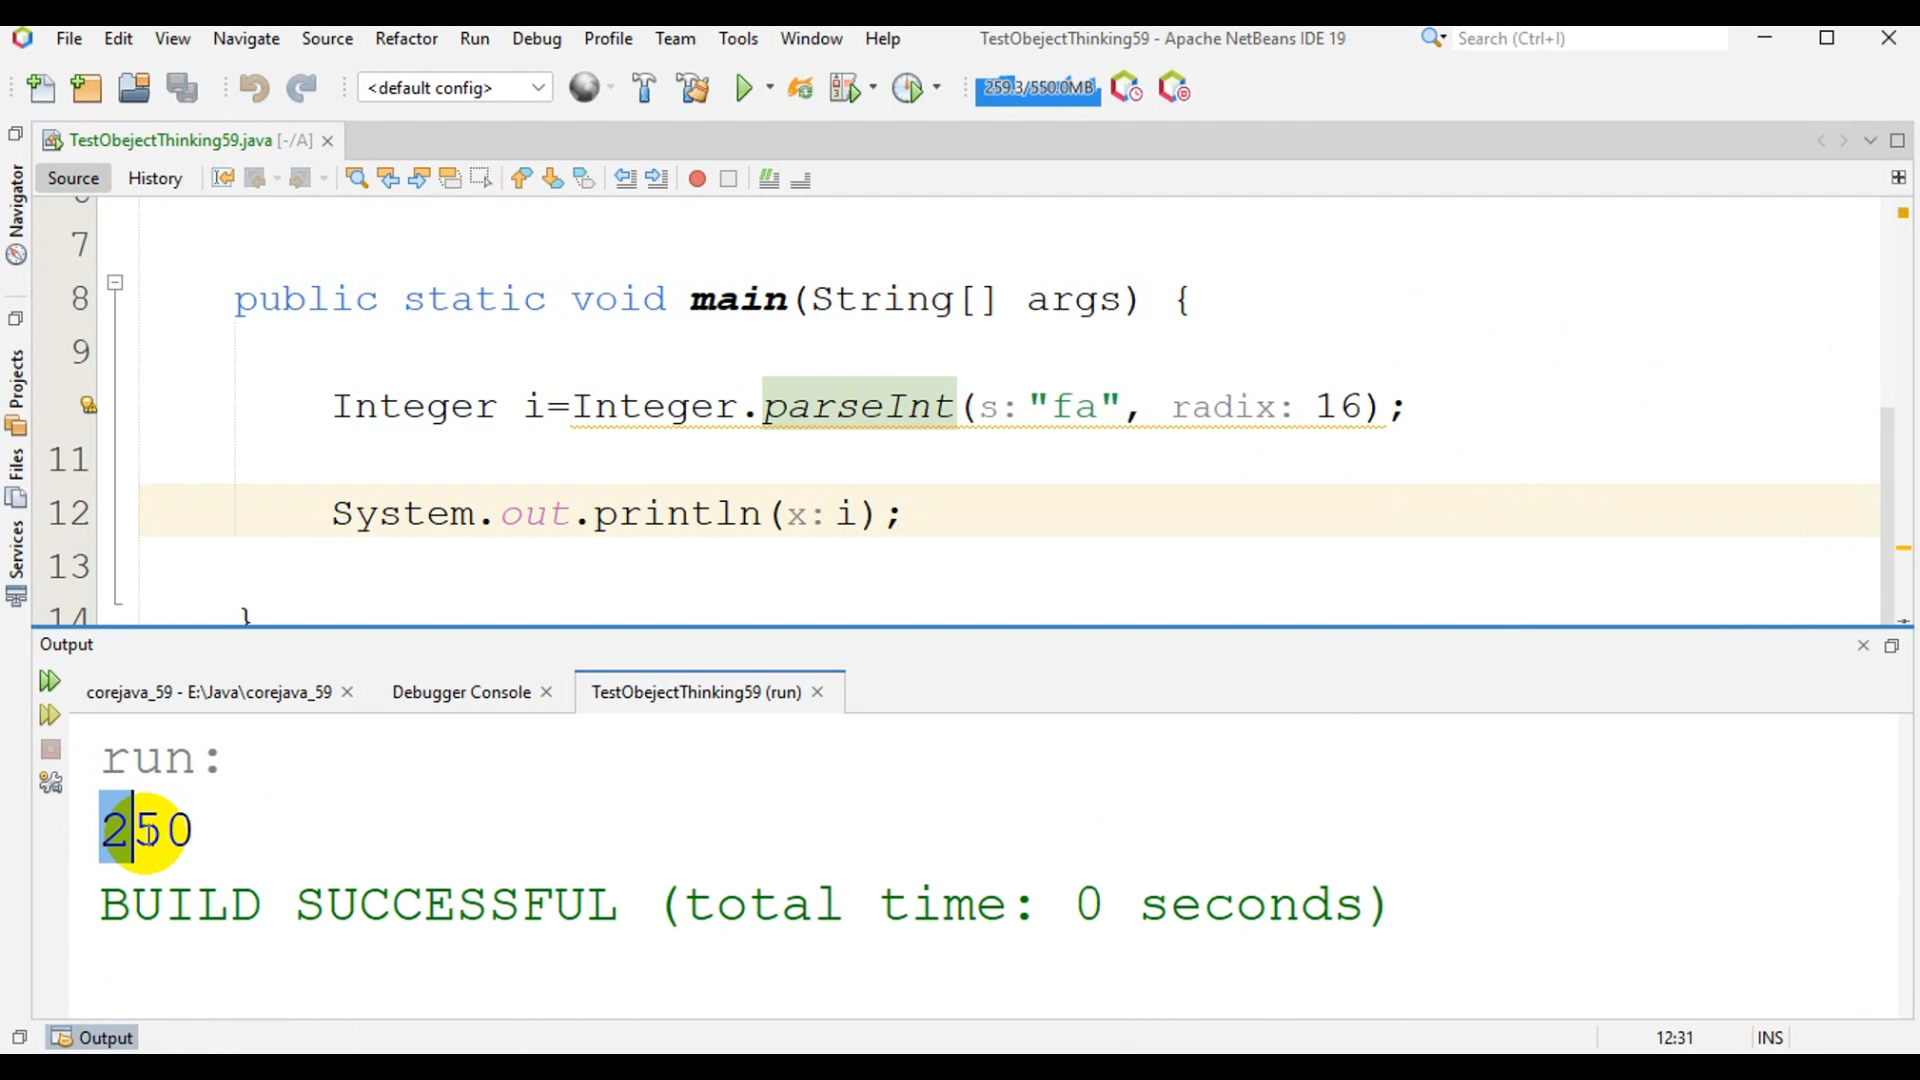 File Edit View Navigate Source Refactor Run Debug Profile Team Tools Window Help TestObejectThinking59 - Apache NetBeans IDE 19 Search (Ctrl+I)
<default config> 259.3/550.0MB
TestObejectThinking59.java [-/A]
Source History
7
8 public static void main(String[] args) {
9
Integer i=Integer.parseInt(s:"fa", radix: 16);
11
12 System.out.println(x:i);
13
14 }
Navigator
Projects
Files
Services
Output
corejava_59 - E:\Java\corejava_59 Debugger Console TestObejectThinking59 (run)
run:
250
BUILD SUCCESSFUL (total time: 0 seconds)
Output 12:31 INS